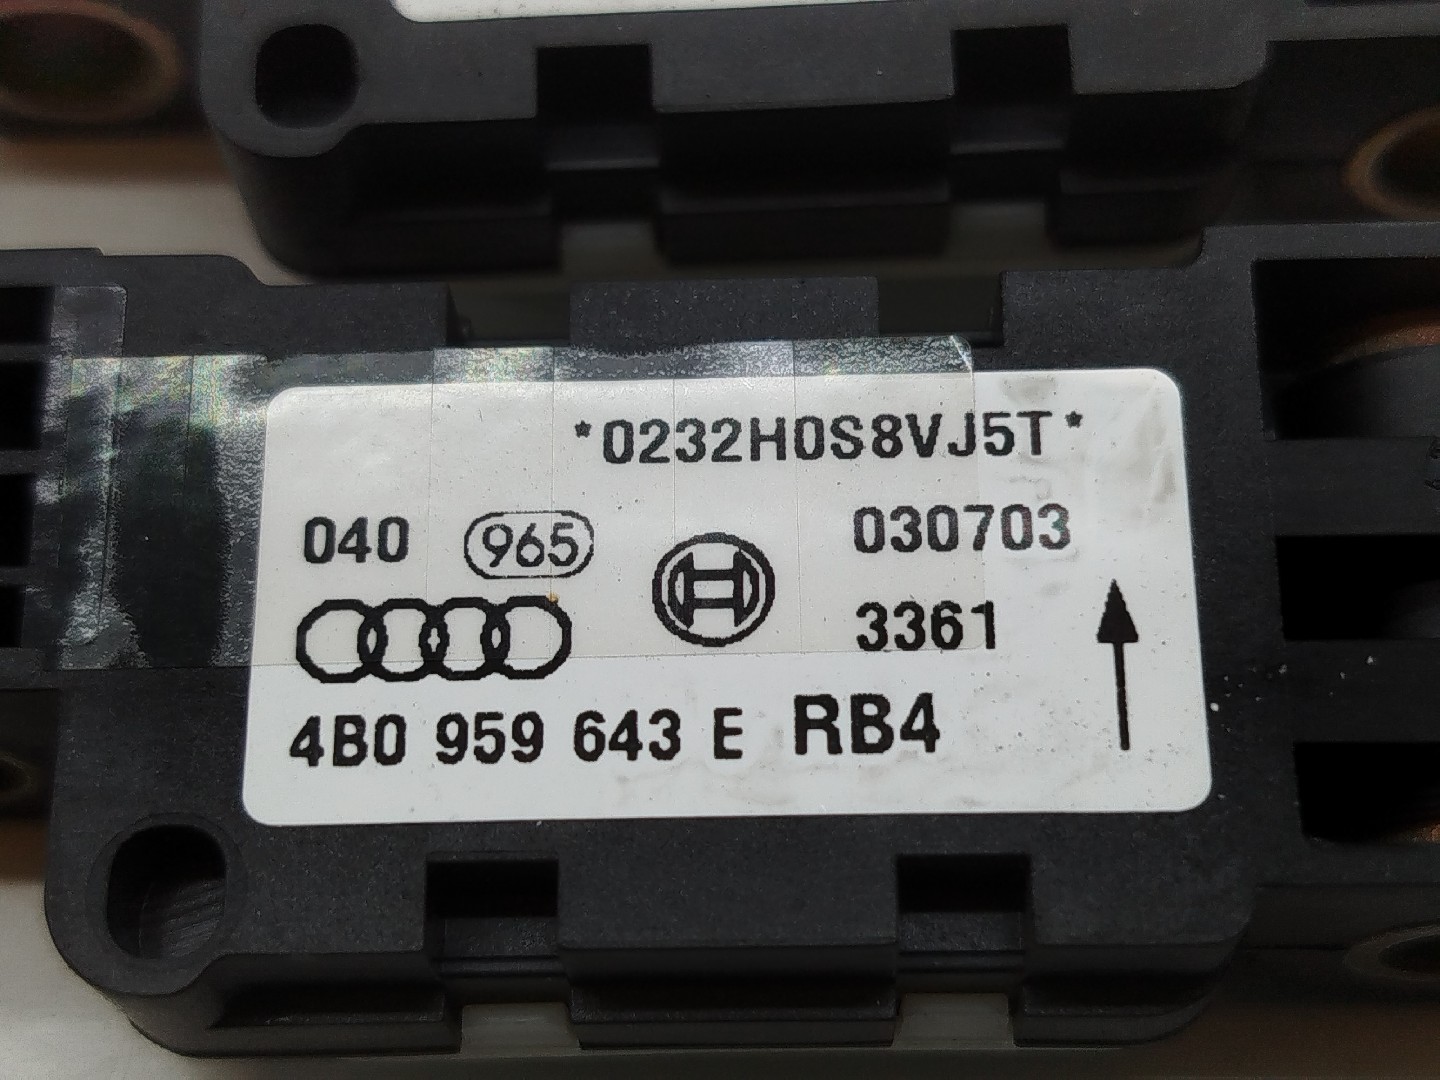 *0232H0S8VJ5T*
040 965 030703
3361
4B0 959 643 E RB4